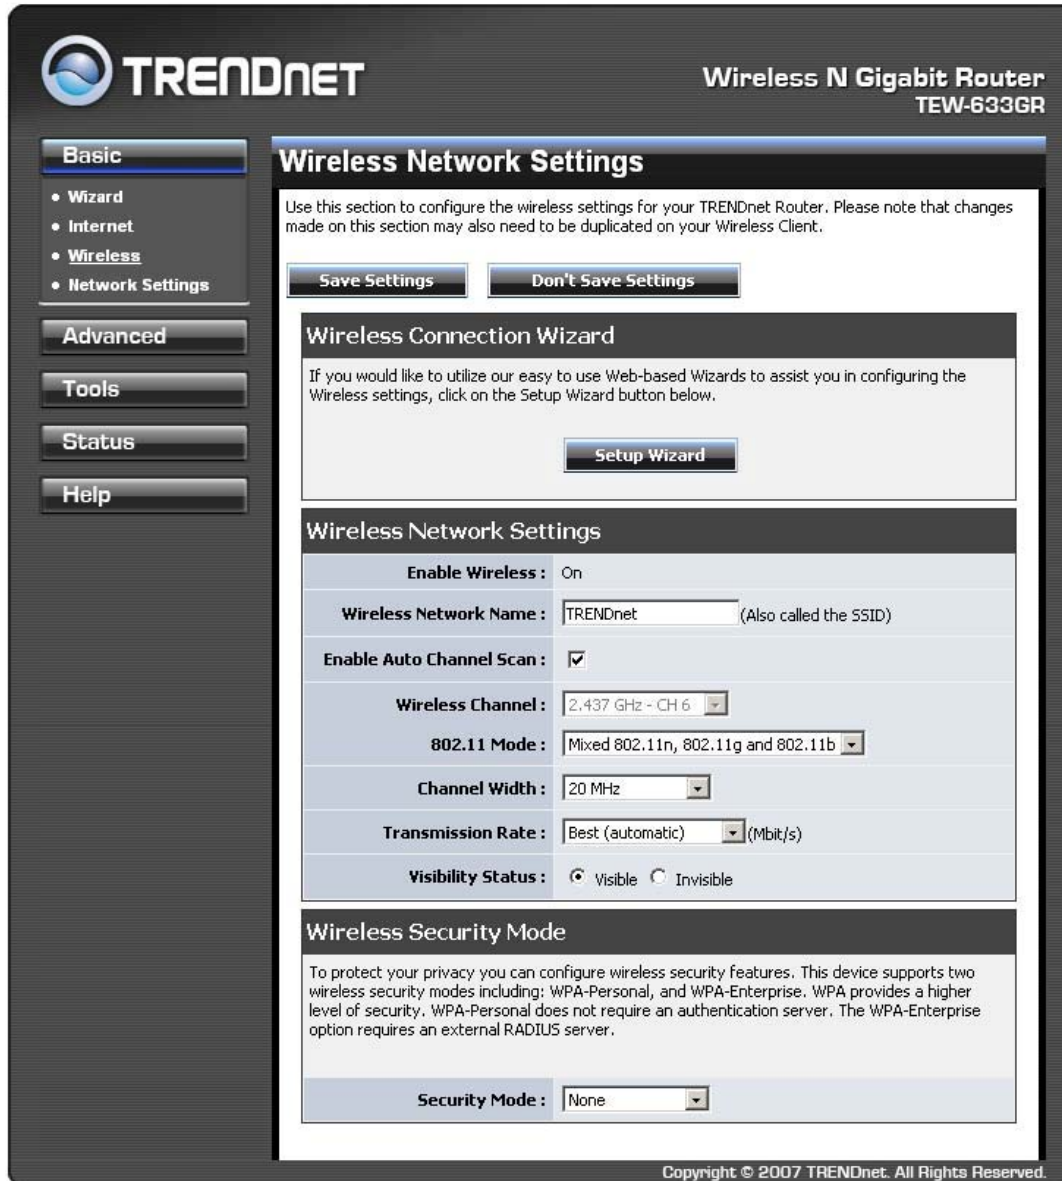 TRENDNET
Wireless N Gigabit Router
TEW-633GR
Basic
Wizard
Internet
Wireless
Network Settings
Advanced
Tools
Status
Help
Wireless Network Settings
Use this section to configure the wireless settings for your TRENDnet Router. Please note that changes
made on this section may also need to be duplicated on your Wireless Client.
Save Settings
Don't Save Settings
Wireless Connection Wizard
If you would like to utilize our easy to use Web-based Wizards to assist you in configuring the
Wireless settings, click on the Setup Wizard button below.
Setup Wizard
Wireless Network Settings
Enable Wireless : On
Wireless Network Name : TRENDnet (Also called the SSID)
Enable Auto Channel Scan :
Wireless Channel : 2.437 GHz - CH 6
802.11 Mode : Mixed 802.11n, 802.11g and 802.11b
Channel Width : 20 MHz
Transmission Rate : Best (automatic) (Mbit/s)
Visibility Status : Visible Invisible
Wireless Security Mode
To protect your privacy you can configure wireless security features. This device supports two
wireless security modes including: WPA-Personal, and WPA-Enterprise. WPA provides a higher
level of security. WPA-Personal does not require an authentication server. The WPA-Enterprise
option requires an external RADIUS server.
Security Mode : None
Copyright © 2007 TRENDnet. All Rights Reserved.